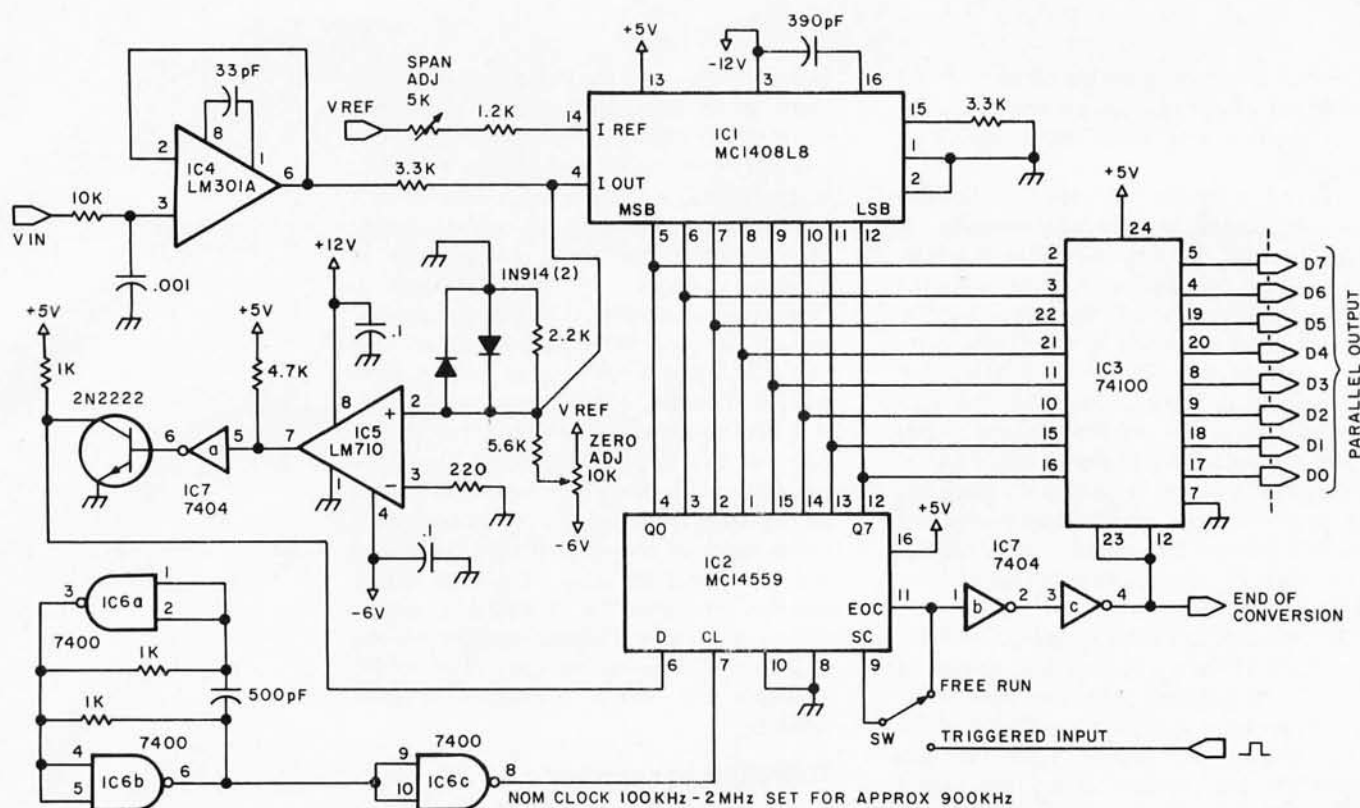 390pF
+5V
-12V
13
3
16
33pF
SPAN
ADJ
5K
V REF
1.2K
14
I REF
IC1
MC1408L8
15
3.3K
1
2
8
1
2
IC4
LM301A
6
3
3.3K
4
I OUT
MSB
LSB
10K
V IN
.001
5
6
7
8
9
10
11
12
+5V
24
2
5
D7
3
4
D6
22
19
D5
21
20
D4
IC3
74100
11
8
D3
10
9
D2
15
18
D1
16
17
D0
7
23
12
PARALLEL OUTPUT
+12V
1N914 (2)
.1
2.2K
+5V
1K
+5V
4.7K
2N2222
6
a
5
IC7
7404
7
8
IC5
LM710
1
4
2
+
3
−
220
5.6K
V REF
ZERO
ADJ
10K
-6V
.1
-6V
4
3
2
1
15
14
13
12
Q0
Q7
+5V
16
IC2
MC14559
EOC
11
D
CL
SC
6
7
10
8
9
IC7
7404
1
b
2
3
c
4
END OF
CONVERSION
FREE RUN
SW
TRIGGERED INPUT
3
IC6a
1
2
7400
1K
1K
500pF
7400
4
5
IC6b
6
7400
9
10
IC6c
8
NOM CLOCK 100KHz - 2MHz SET FOR APPROX 900KHz